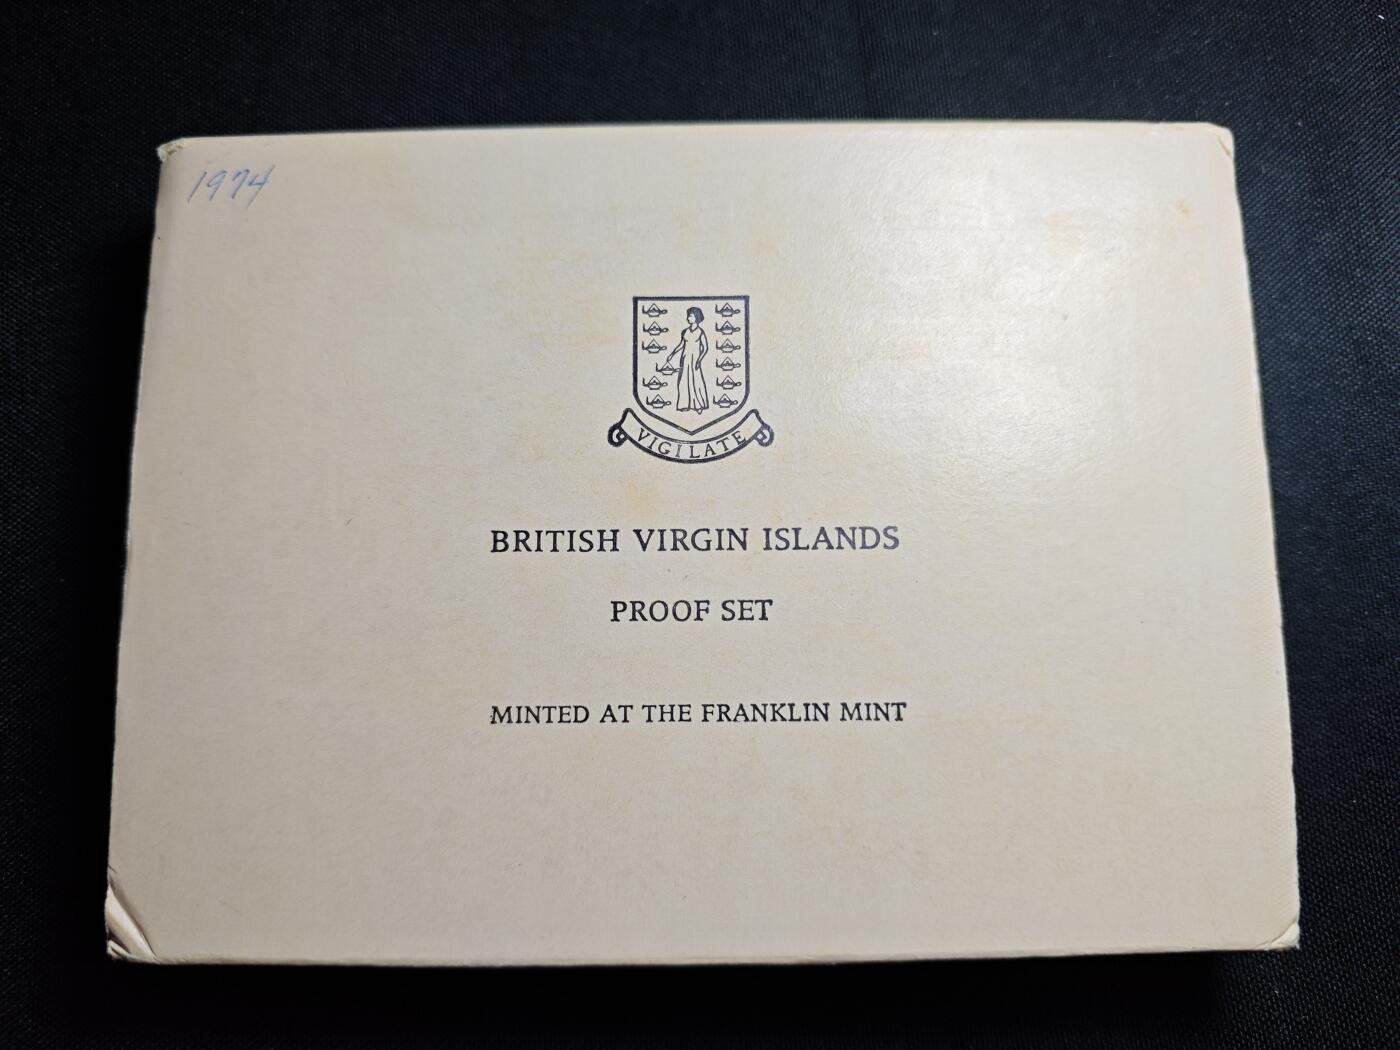 1974
VIGILATE
BRITISH VIRGIN ISLANDS
PROOF SET
MINTED AT THE FRANKLIN MINT